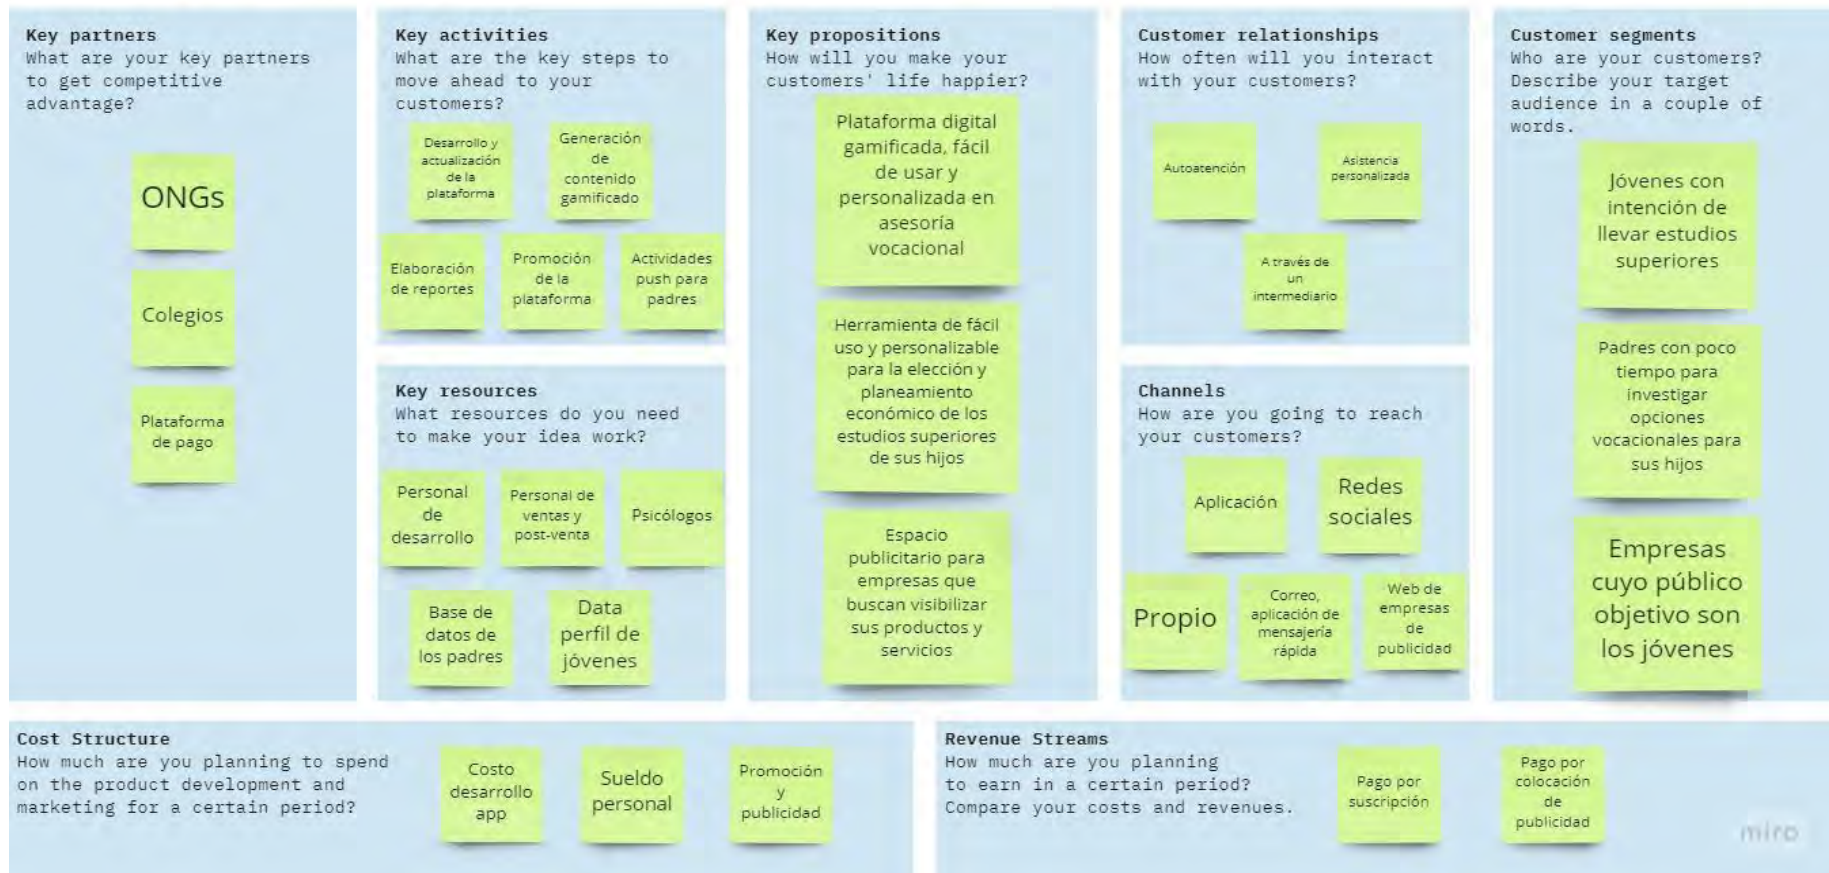 Key partners
What are your key partners
to get competitive
advantage?
ONGs
Colegios
Plataforma
de pago
Key activities
What are the key steps to
move ahead to your
customers?
Desarrollo y
actualización
de la
plataforma
Generación
de
contenido
gamificado
Elaboración
de reportes
Promoción
de la
plataforma
Actividades
push para
padres
Key resources
What resources do you need
to make your idea work?
Personal
de
desarrollo
Personal de
ventas y
post-venta
Psicólogos
Base de
datos de
los padres
Data
perfil de
jóvenes
Key propositions
How will you make your
customers' life happier?
Plataforma digital
gamificada, fácil
de usar y
personalizada en
asesoría
vocacional
Herramienta de fácil
uso y personalizable
para la elección y
planeamiento
económico de los
estudios superiores
de sus hijos
Espacio
publicitario para
empresas que
buscan visibilizar
sus productos y
servicios
Customer relationships
How often will you interact
with your customers?
Autoatención
Asistencia
personalizada
A través de
un
intermediario
Channels
How are you going to reach
your customers?
Aplicación
Redes
sociales
Propio
Correo,
aplicación de
mensajería
rápida
Web de
empresas
de
publicidad
Customer segments
Who are your customers?
Describe your target
audience in a couple of
words.
Jóvenes con
intención de
llevar estudios
superiores
Padres con poco
tiempo para
investigar
opciones
vocacionales para
sus hijos
Empresas
cuyo público
objetivo son
los jóvenes
Cost Structure
How much are you planning to spend
on the product development and
marketing for a certain period?
Costo
desarrollo
app
Sueldo
personal
Promoción
y
publicidad
Revenue Streams
How much are you planning
to earn in a certain period?
Compare your costs and revenues.
Pago por
suscripción
Pago por
colocación
de
publicidad
miro